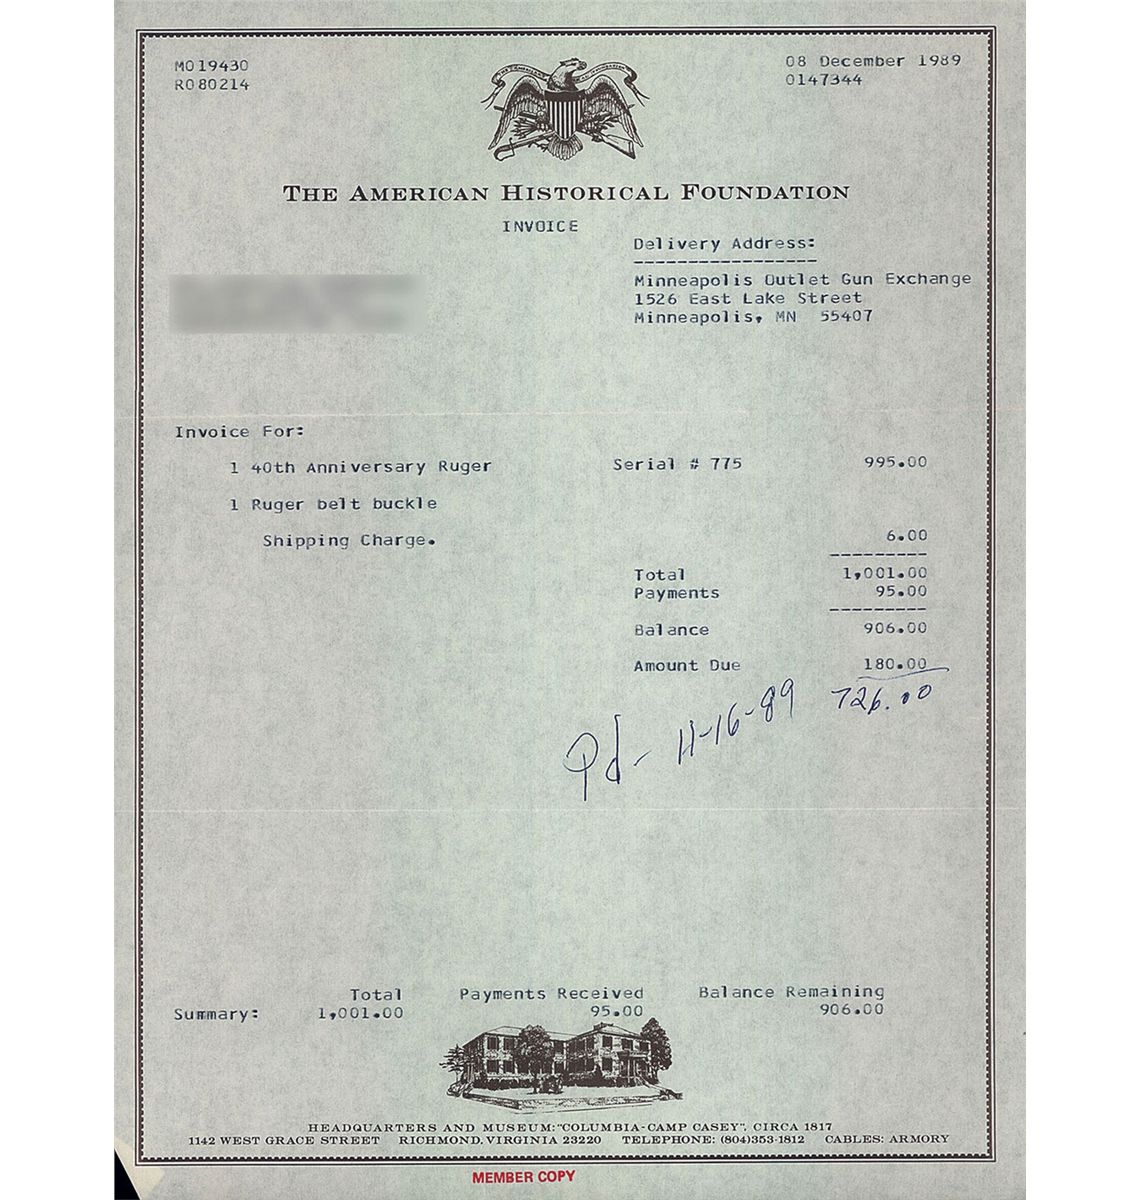 MO19430
RO80214
08 December 1989
0147344
THE AMERICAN HISTORICAL FOUNDATION
INVOICE
Delivery Address:
Minneapolis Outlet Gun Exchange
1526 East Lake Street
Minneapolis, MN 55407
Invoice For:
1 40th Anniversary Ruger Serial # 775 995.00
1 Ruger belt buckle
Shipping Charge. 6.00
Total 1,001.00
Payments 95.00
Balance 906.00
Amount Due 180.00
726.00
Pd - 11-16-89
Total Payments Received Balance Remaining
Summary: 1,001.00 95.00 906.00
HEADQUARTERS AND MUSEUM: "COLUMBIA-CAMP CASEY", CIRCA 1817
1142 WEST GRACE STREET RICHMOND, VIRGINIA 23220 TELEPHONE: (804) 353-1812 CABLES: ARMORY
MEMBER COPY